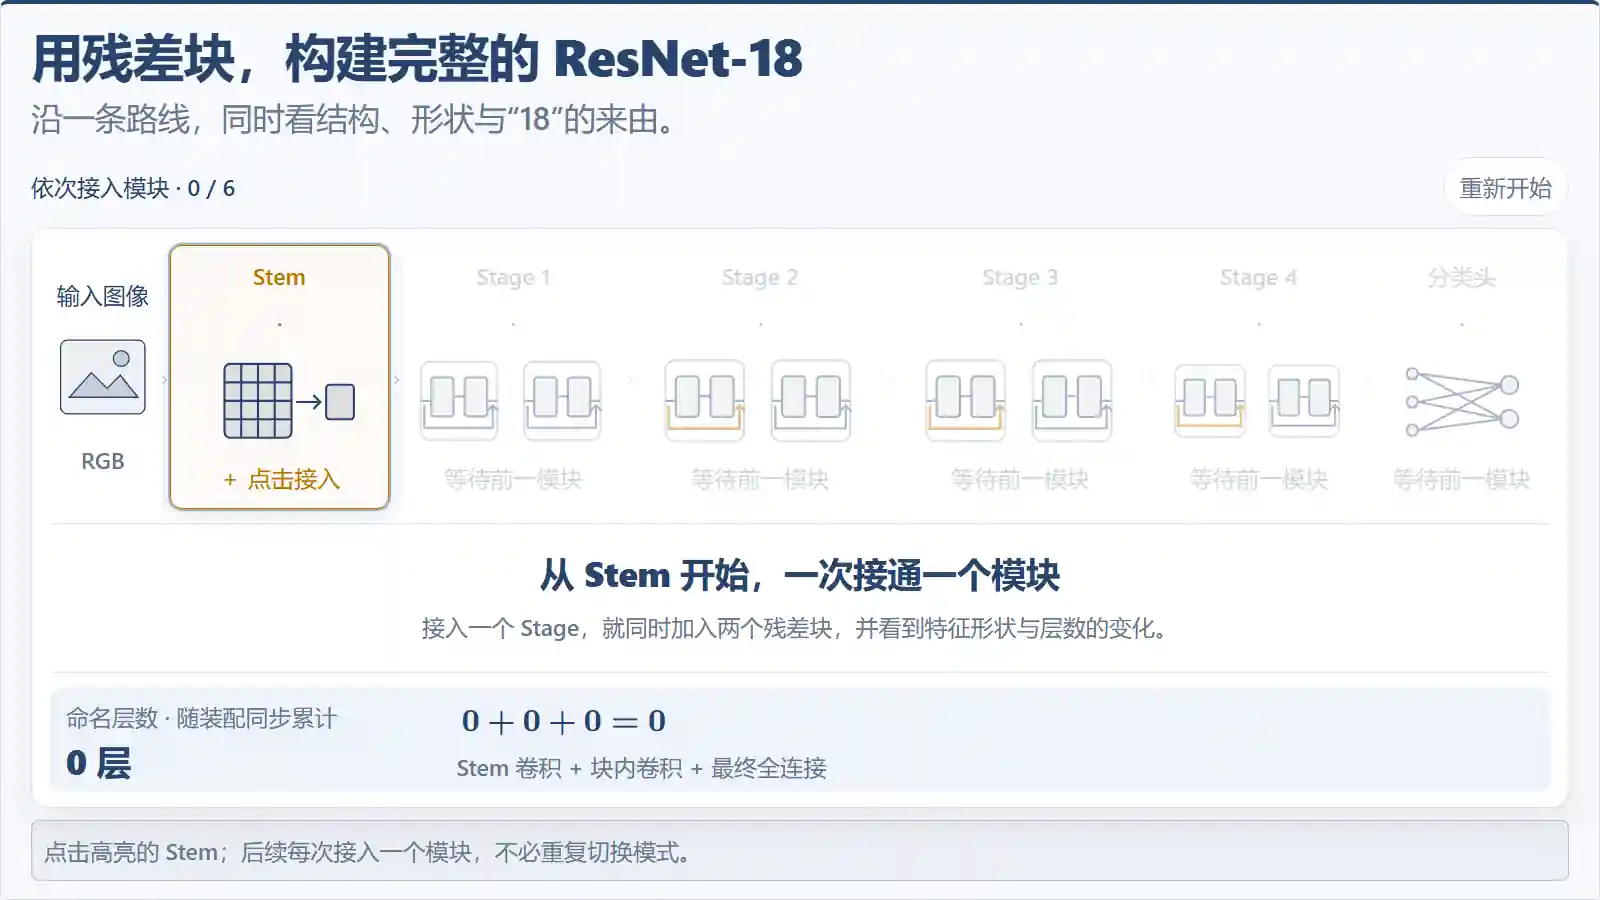 用残差块，构建完整的 ResNet-18
沿一条路线，同时看结构、形状与“18”的来由。
依次接入模块 · 0 / 6
重新开始
输入图像
RGB
Stem
+ 点击接入
Stage 1
等待前一模块
Stage 2
等待前一模块
Stage 3
等待前一模块
Stage 4
等待前一模块
分类头
等待前一模块
从 Stem 开始，一次接通一个模块
接入一个 Stage，就同时加入两个残差块，并看到特征形状与层数的变化。
命名层数 · 随装配同步累计
0 层
0 + 0 + 0 = 0
Stem 卷积 + 块内卷积 + 最终全连接
点击高亮的 Stem；后续每次接入一个模块，不必重复切换模式。